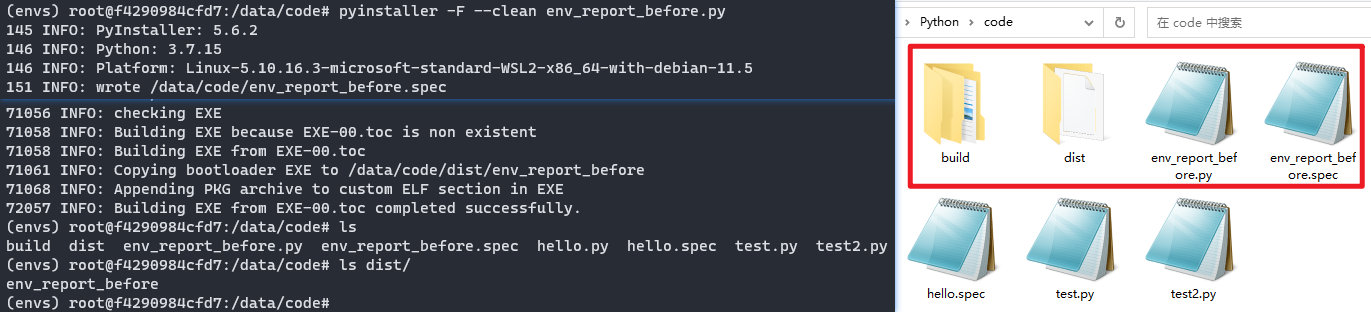 (envs) root@f4290984cfd7:/data/code# pyinstaller -F --clean env_report_before.py
145 INFO: PyInstaller: 5.6.2
146 INFO: Python: 3.7.15
146 INFO: Platform: Linux-5.10.16.3-microsoft-standard-WSL2-x86_64-with-debian-11.5
151 INFO: wrote /data/code/env_report_before.spec
71056 INFO: checking EXE
71058 INFO: Building EXE because EXE-00.toc is non existent
71058 INFO: Building EXE from EXE-00.toc
71061 INFO: Copying bootloader EXE to /data/code/dist/env_report_before
71068 INFO: Appending PKG archive to custom ELF section in EXE
72057 INFO: Building EXE from EXE-00.toc completed successfully.
(envs) root@f4290984cfd7:/data/code# ls
build  dist  env_report_before.py  env_report_before.spec  hello.py  hello.spec  test.py  test2.py
(envs) root@f4290984cfd7:/data/code# ls dist/
env_report_before
(envs) root@f4290984cfd7:/data/code#
Python > code
在 code 中搜索
build
dist
env_report_bef
ore.py
env_report_bef
ore.spec
hello.spec
test.py
test2.py